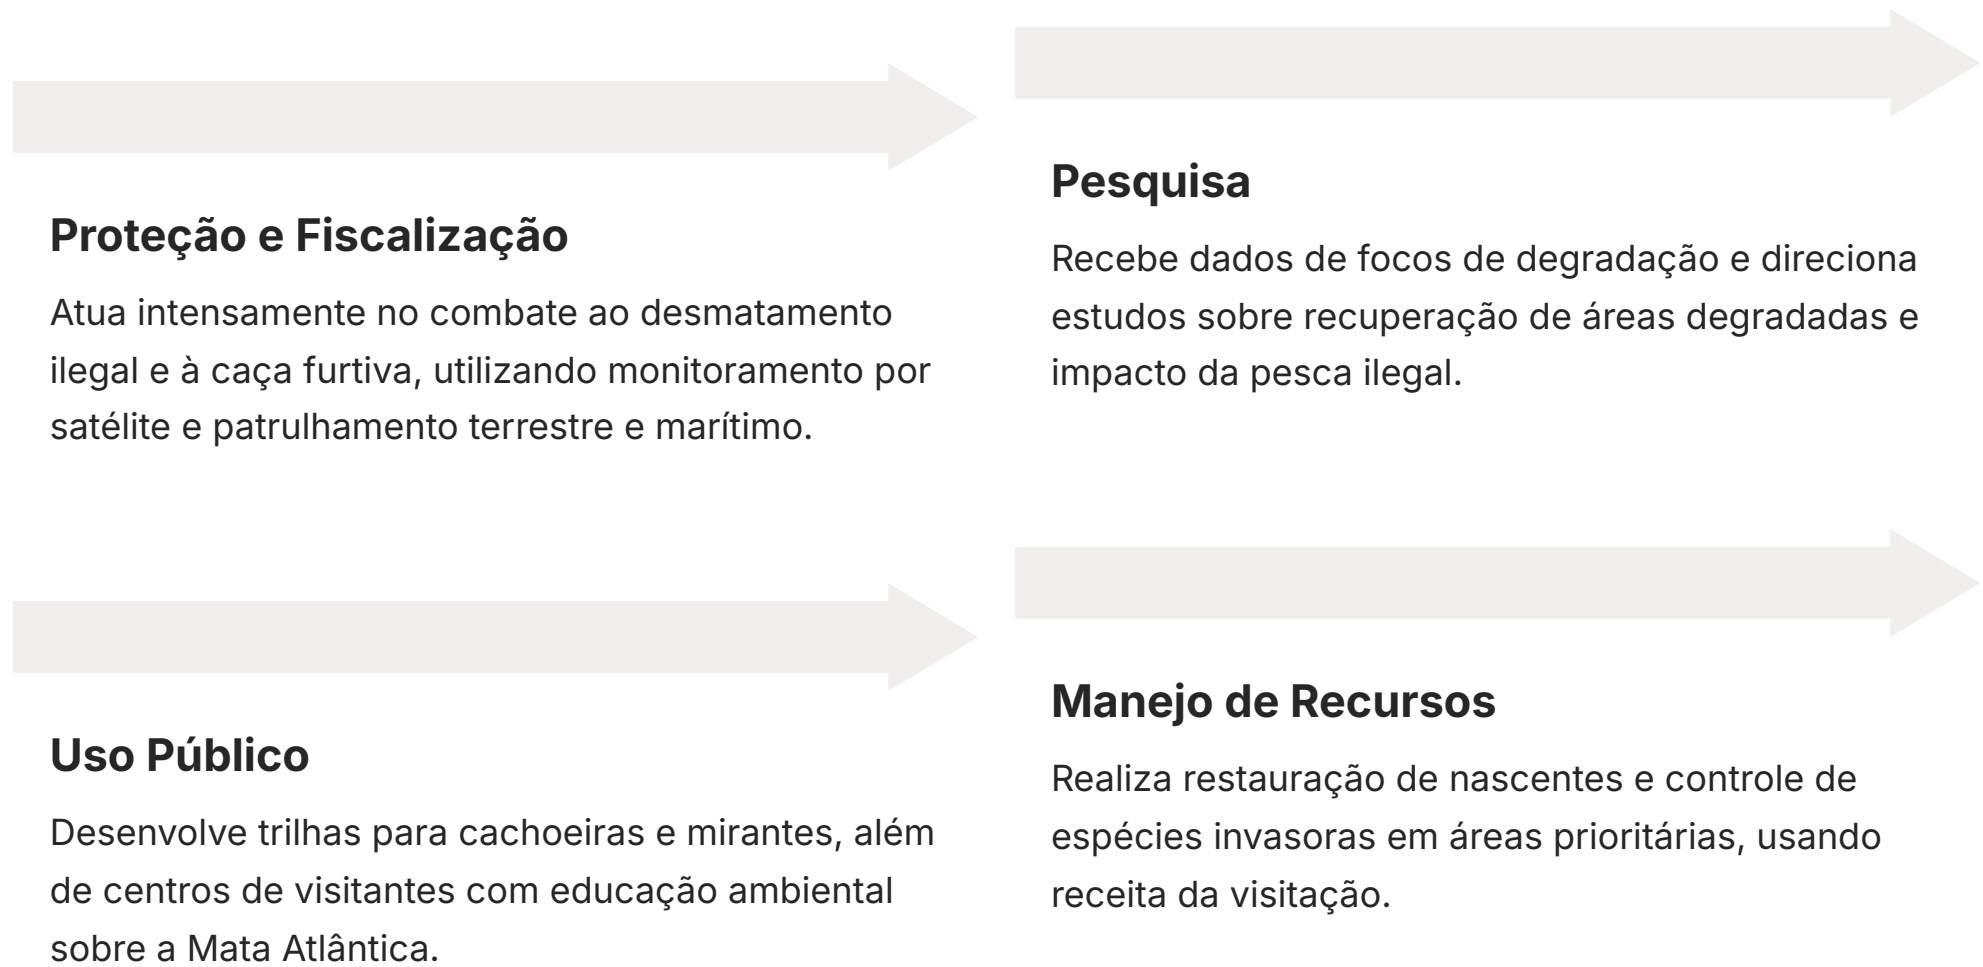 Proteção e Fiscalização
Atua intensamente no combate ao desmatamento
ilegal e à caça furtiva, utilizando monitoramento por
satélite e patrulhamento terrestre e marítimo.
Pesquisa
Recebe dados de focos de degradação e direciona
estudos sobre recuperação de áreas degradadas e
impacto da pesca ilegal.
Uso Público
Desenvolve trilhas para cachoeiras e mirantes, além
de centros de visitantes com educação ambiental
sobre a Mata Atlântica.
Manejo de Recursos
Realiza restauração de nascentes e controle de
espécies invasoras em áreas prioritárias, usando
receita da visitação.